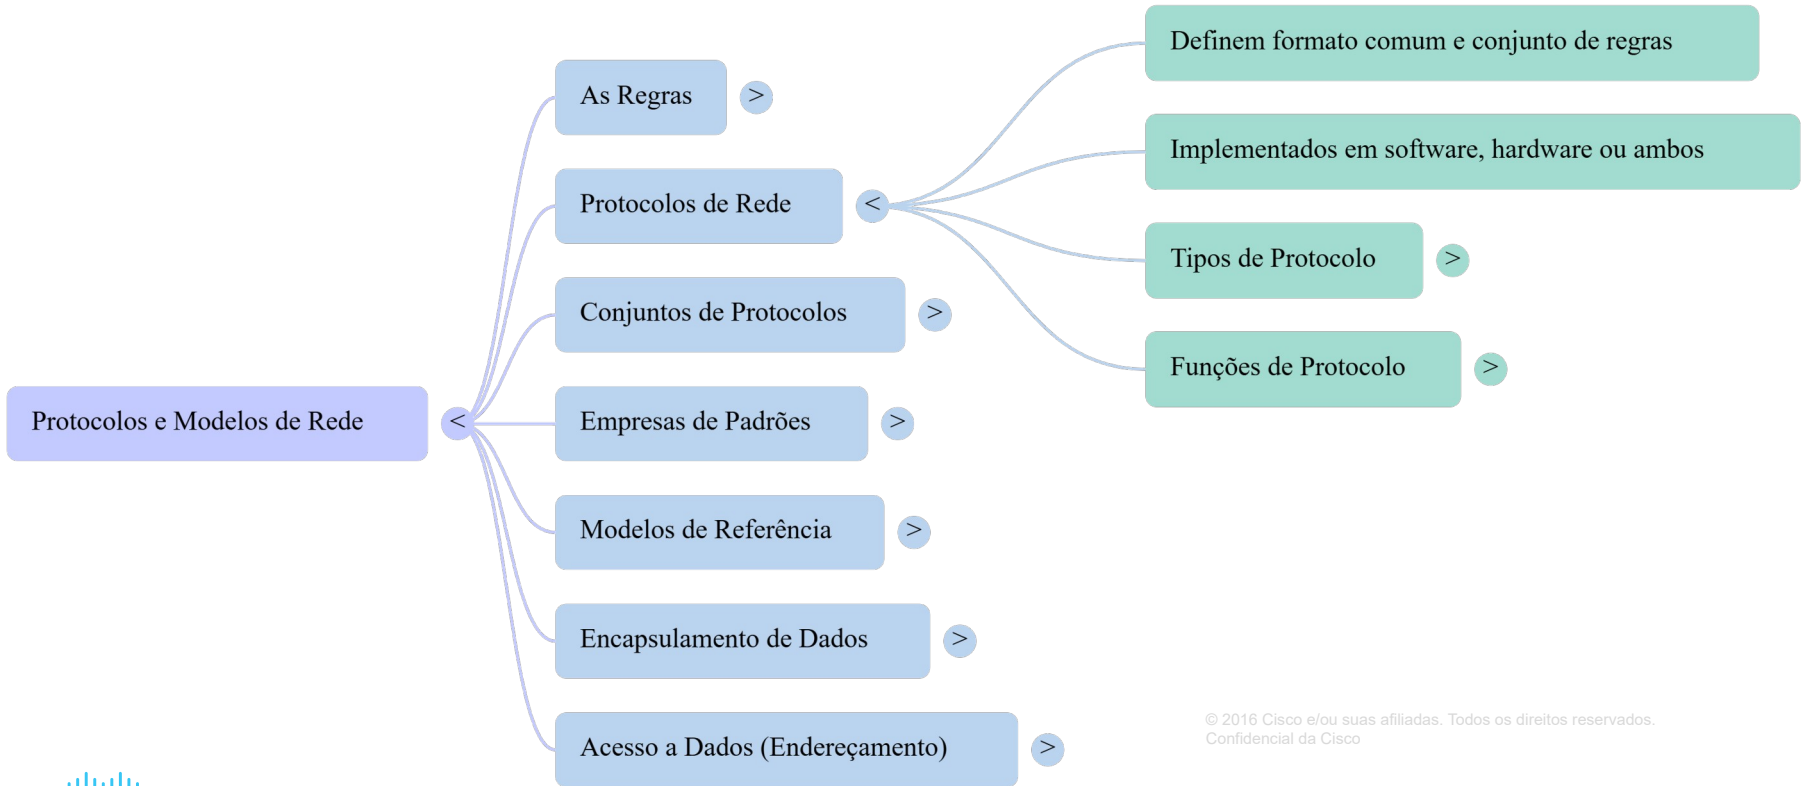 Protocolos e Modelos de Rede
<
As Regras
>
Protocolos de Rede
<
Conjuntos de Protocolos
>
Empresas de Padrões
>
Modelos de Referência
>
Encapsulamento de Dados
>
Acesso a Dados (Endereçamento)
>
Definem formato comum e conjunto de regras
Implementados em software, hardware ou ambos
Tipos de Protocolo
>
Funções de Protocolo
>
© 2016 Cisco e/ou suas afiliadas. Todos os direitos reservados.
Confidencial da Cisco